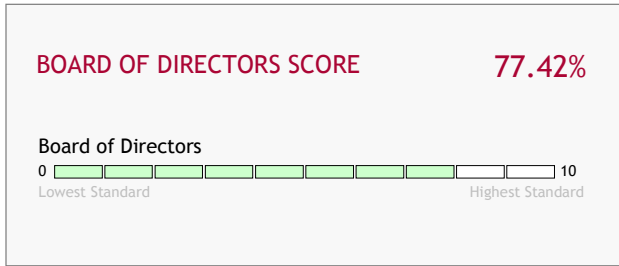 BOARD OF DIRECTORS SCORE 77.42%
Board of Directors
0 10
Lowest Standard Highest Standard